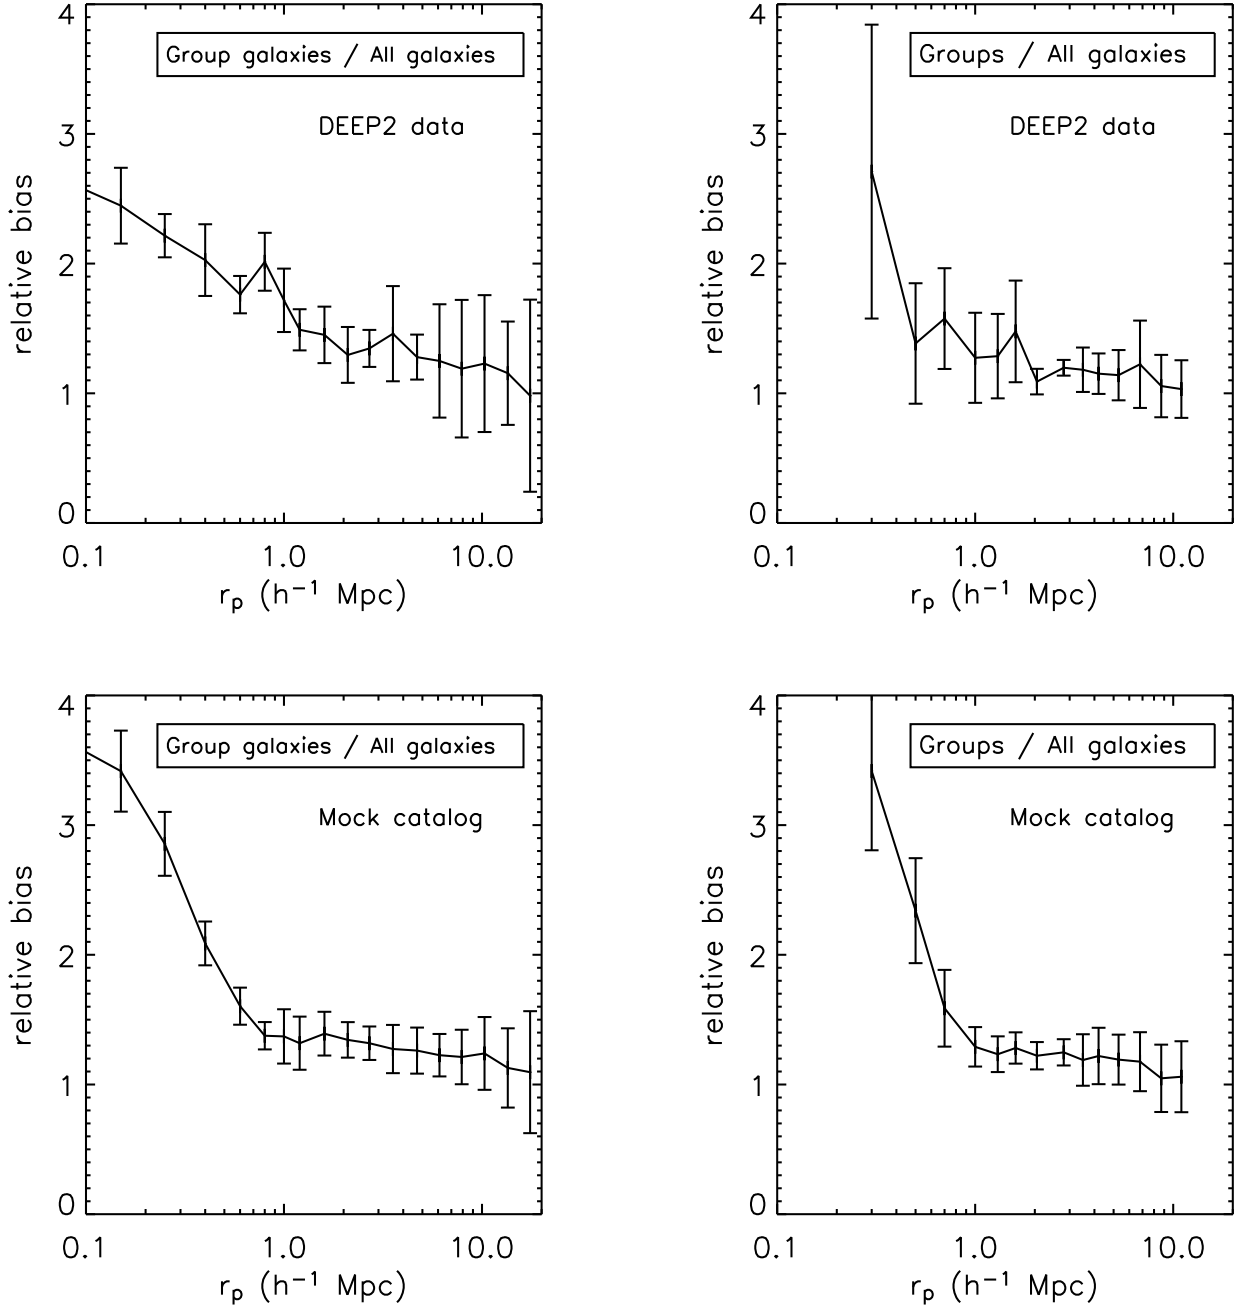 4
Group galaxies / All galaxies
DEEP2 data
3
2
1
0
relative bias
0.1 1.0 10.0
r_p (h⁻¹ Mpc)
4
Groups / All galaxies
DEEP2 data
3
2
1
0
relative bias
0.1 1.0 10.0
r_p (h⁻¹ Mpc)
4
Group galaxies / All galaxies
Mock catalog
3
2
1
0
relative bias
0.1 1.0 10.0
r_p (h⁻¹ Mpc)
4
Groups / All galaxies
Mock catalog
3
2
1
0
relative bias
0.1 1.0 10.0
r_p (h⁻¹ Mpc)